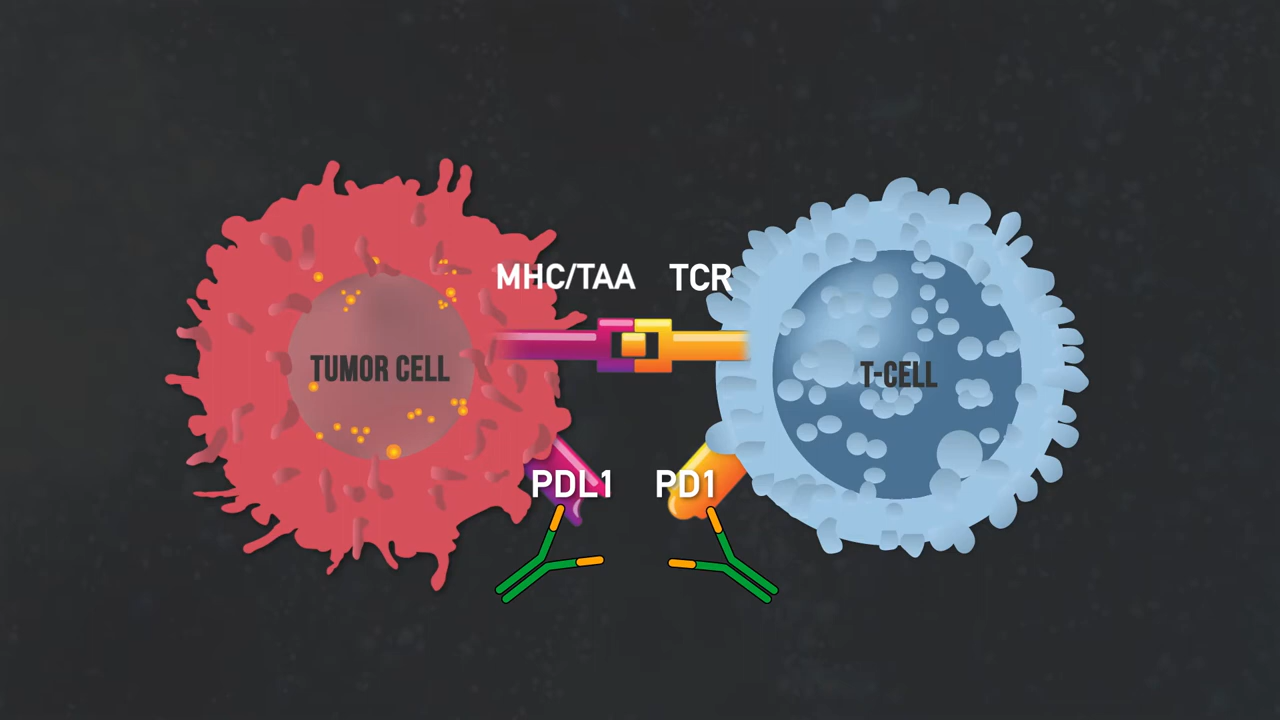 MHC/TAA
TCR
TUMOR CELL
T-CELL
PDL1
PD1